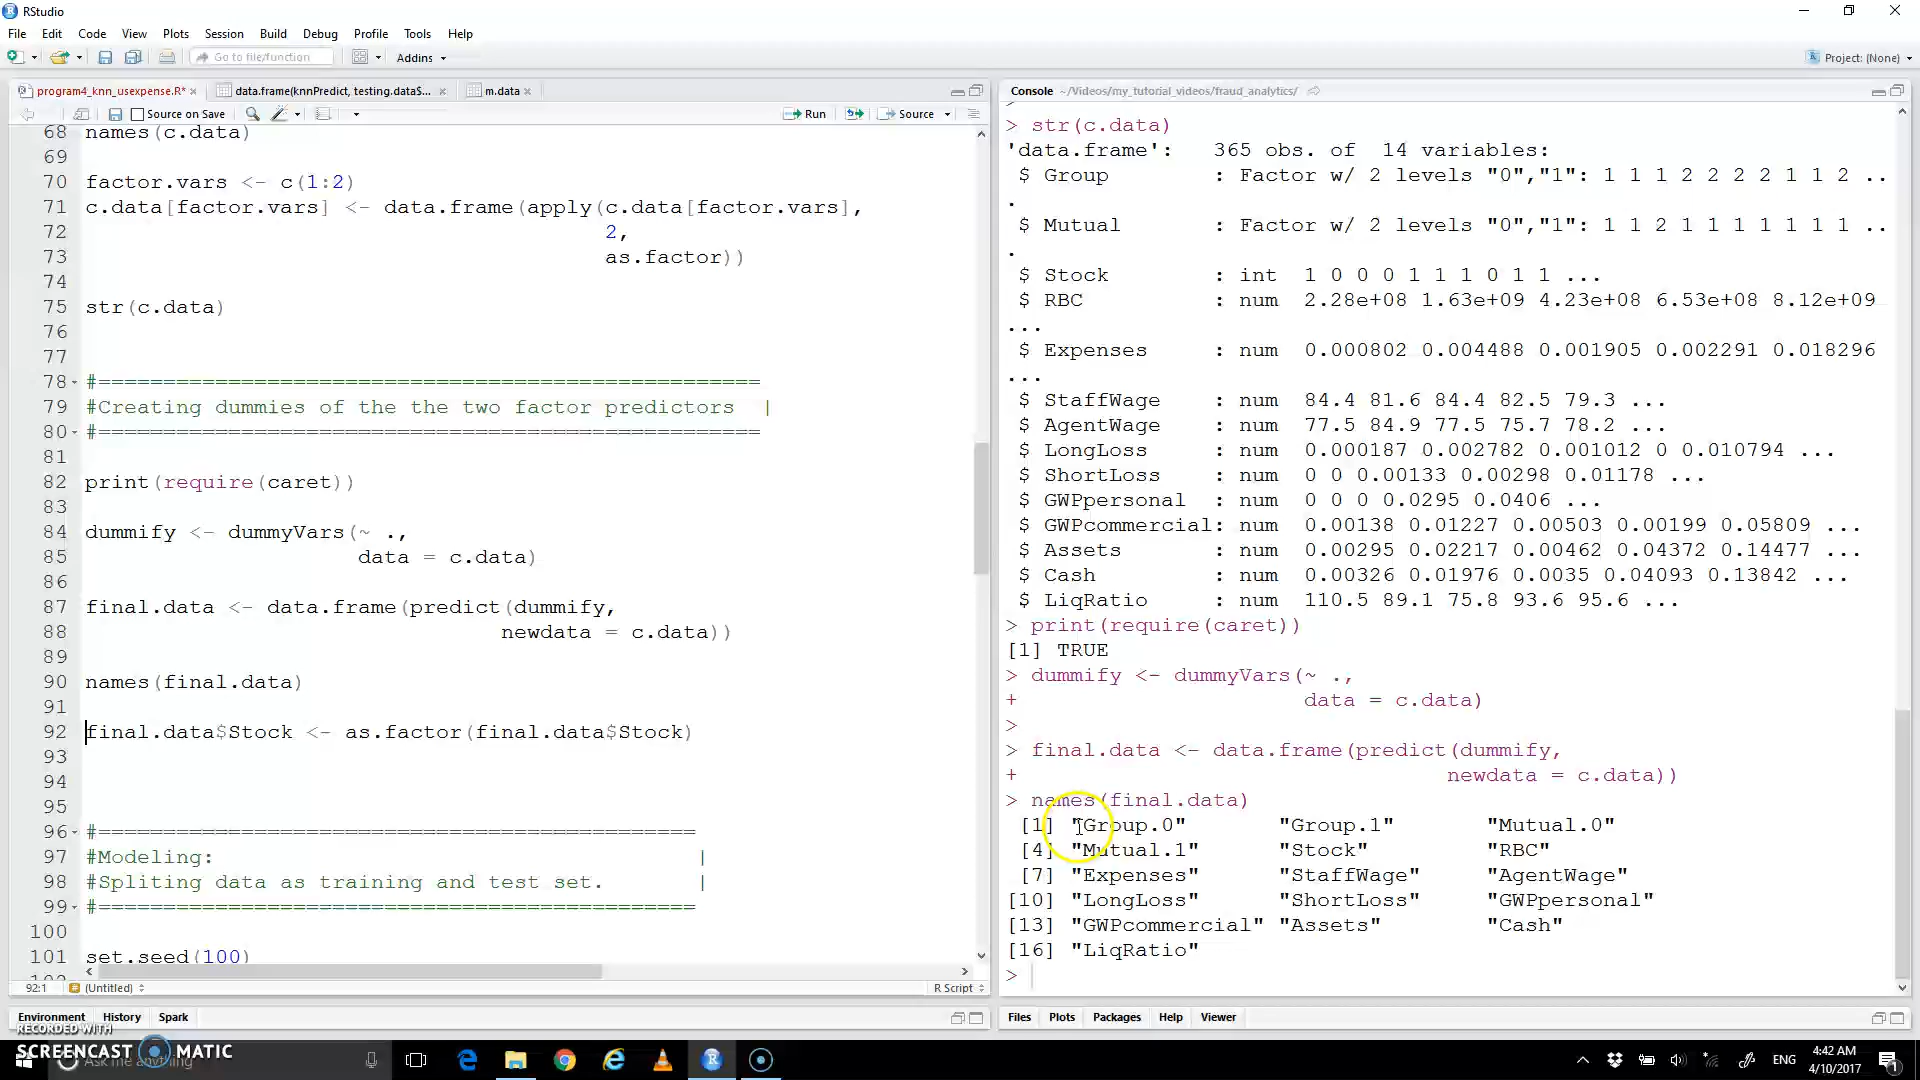 RStudio
File Edit Code View Plots Session Build Debug Profile Tools Help
Go to file/function Addins Project: (None)
program4_knn_usexpense.R* data.frame(knnPredict, testing.data$... m.data
Source on Save Run Source
68 names(c.data)
69
70 factor.vars <- c(1:2)
71 c.data[factor.vars] <- data.frame(apply(c.data[factor.vars],
72 2,
73 as.factor))
74
75 str(c.data)
76
77
78 #===================================================
79 #Creating dummies of the the two factor predictors |
80 #===================================================
81
82 print(require(caret))
83
84 dummify <- dummyVars(~ .,
85 data = c.data)
86
87 final.data <- data.frame(predict(dummify,
88 newdata = c.data))
89
90 names(final.data)
91
92 final.data$Stock <- as.factor(final.data$Stock)
93
94
95
96 #==============================================
97 #Modeling: |
98 #Spliting data as training and test set. |
99 #==============================================
100
101 set.seed(100)
92:1 (Untitled) R Script
Environment History Spark
Console ~/Videos/my_tutorial_videos/fraud_analytics/
> str(c.data)
'data.frame': 365 obs. of 14 variables:
$ Group : Factor w/ 2 levels "0","1": 1 1 1 2 2 2 2 1 1 2 ..
.
$ Mutual : Factor w/ 2 levels "0","1": 1 1 2 1 1 1 1 1 1 1 ..
.
$ Stock : int 1 0 0 0 1 1 1 0 1 1 ...
$ RBC : num 2.28e+08 1.63e+09 4.23e+08 6.53e+08 8.12e+09
...
$ Expenses : num 0.000802 0.004488 0.001905 0.002291 0.018296
...
$ StaffWage : num 84.4 81.6 84.4 82.5 79.3 ...
$ AgentWage : num 77.5 84.9 77.5 75.7 78.2 ...
$ LongLoss : num 0.000187 0.002782 0.001012 0 0.010794 ...
$ ShortLoss : num 0 0 0.00133 0.00298 0.01178 ...
$ GWPpersonal : num 0 0 0 0.0295 0.0406 ...
$ GWPcommercial: num 0.00138 0.01227 0.00503 0.00199 0.05809 ...
$ Assets : num 0.00295 0.02217 0.00462 0.04372 0.14477 ...
$ Cash : num 0.00326 0.01976 0.0035 0.04093 0.13842 ...
$ LiqRatio : num 110.5 89.1 75.8 93.6 95.6 ...
> print(require(caret))
[1] TRUE
> dummify <- dummyVars(~ .,
+ data = c.data)
>
> final.data <- data.frame(predict(dummify,
+ newdata = c.data))
> names(final.data)
[1] "Group.0" "Group.1" "Mutual.0"
[4] "Mutual.1" "Stock" "RBC"
[7] "Expenses" "StaffWage" "AgentWage"
[10] "LongLoss" "ShortLoss" "GWPpersonal"
[13] "GWPcommercial" "Assets" "Cash"
[16] "LiqRatio"
>
Files Plots Packages Help Viewer
RECORDED WITH
SCREENCAST MATIC
Ask me anything
ENG
4:42 AM
4/10/2017
1